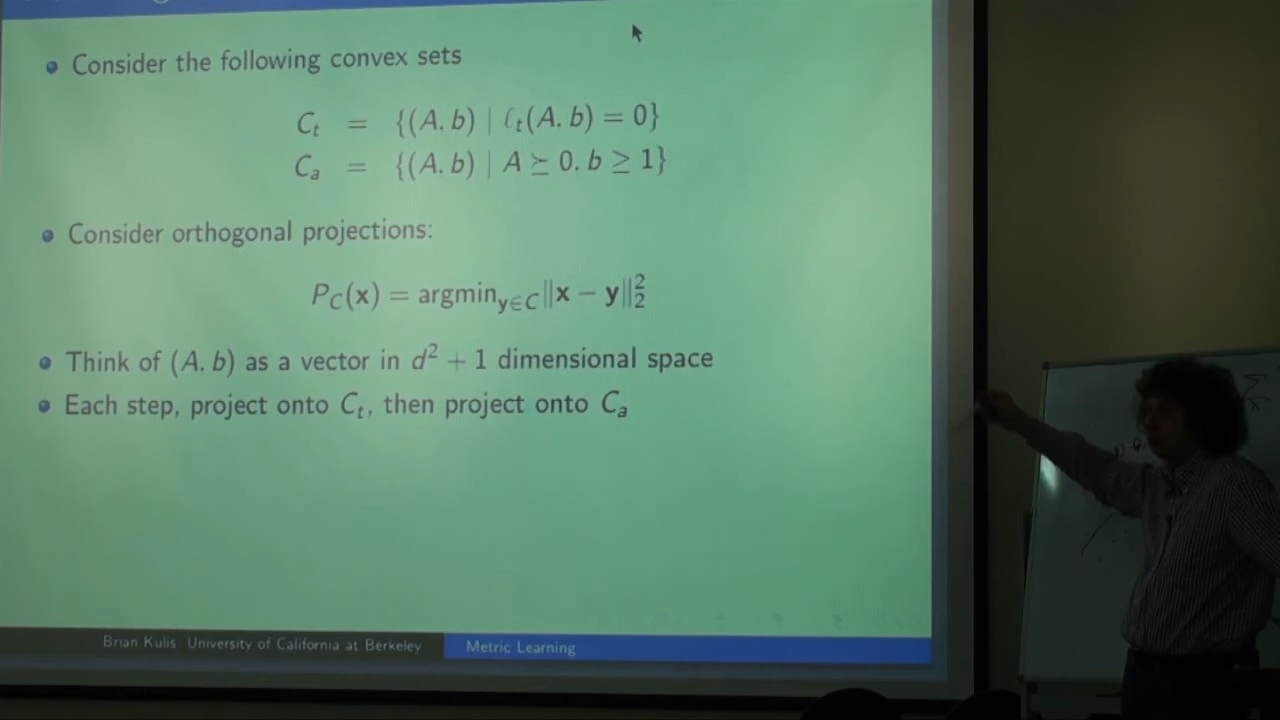 Consider the following convex sets
C_t = {(A, b) | ℓ_t(A, b) = 0}
C_a = {(A, b) | A ⪰ 0, b ≥ 1}
Consider orthogonal projections:
P_C(x) = argmin_{y∈C} ||x − y||_2^2
Think of (A, b) as a vector in d² + 1 dimensional space
Each step, project onto C_t, then project onto C_a
Brian Kulis University of California at Berkeley
Metric Learning